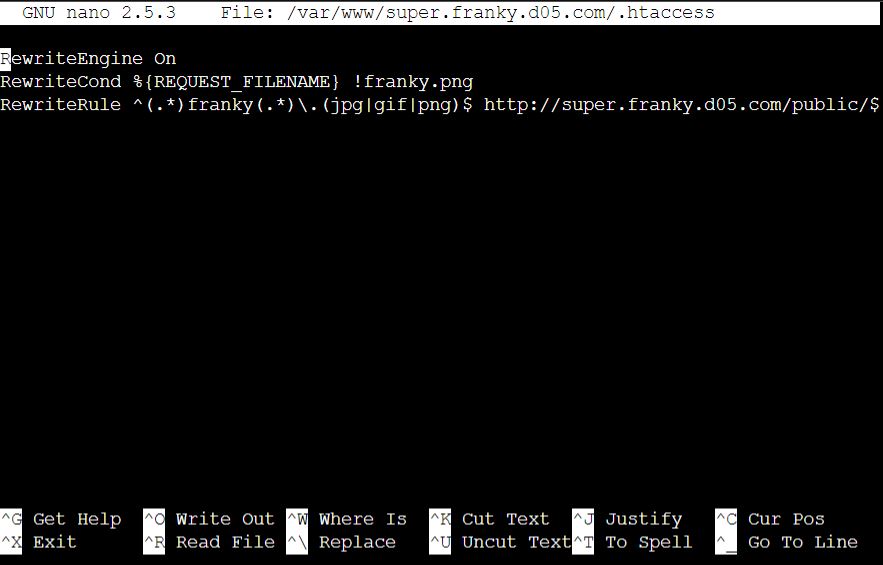 GNU nano 2.5.3 File: /var/www/super.franky.d05.com/.htaccess
RewriteEngine On
RewriteCond %{REQUEST_FILENAME} !franky.png
RewriteRule ^(.*)franky(.*)\.(jpg|gif|png)$ http://super.franky.d05.com/public/$
^G Get Help ^O Write Out ^W Where Is ^K Cut Text ^J Justify ^C Cur Pos
^X Exit ^R Read File ^\ Replace ^U Uncut Text ^T To Spell ^_ Go To Line